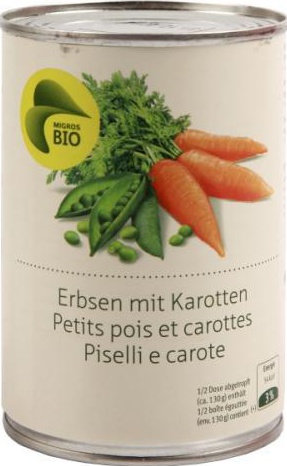 MIGROS
BIO
Erbsen mit Karotten
Petits pois et carottes
Piselli e carote
1/2 Dose abgetropft
(ca. 130g) enthält
1/2 boîte égouttée
(env. 130g) contient
Energie
3%